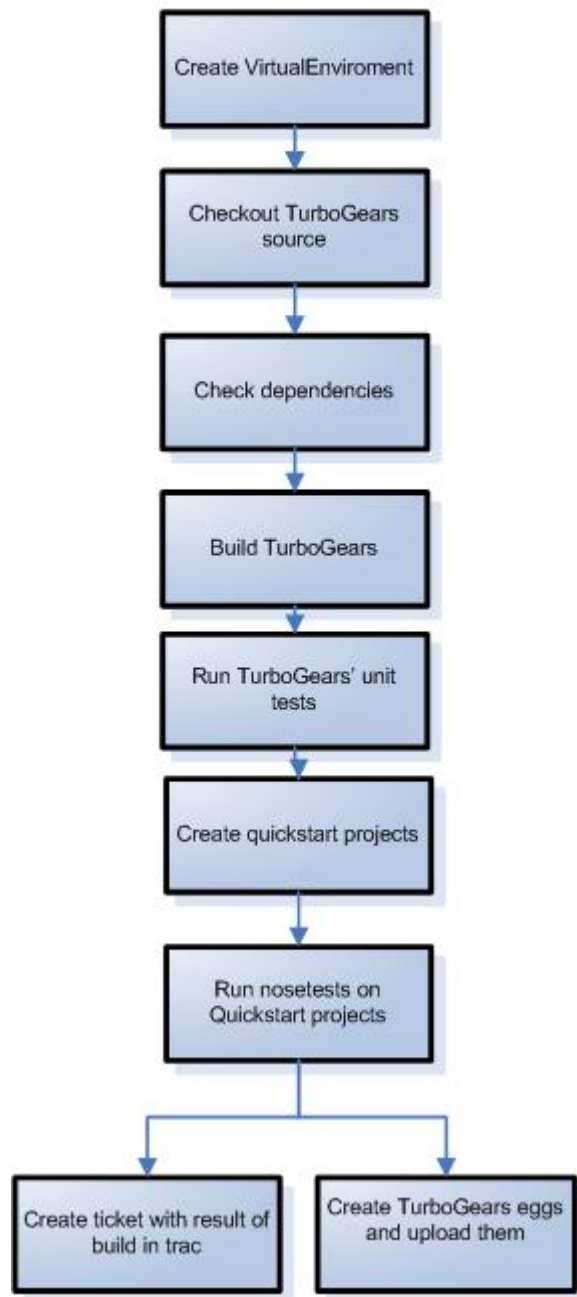 Create VirtualEnviroment
Checkout TurboGears
source
Check dependencies
Build TurboGears
Run TurboGears’ unit
tests
Create quickstart projects
Run nosetests on
Quickstart projects
Create ticket with result of
build in trac
Create TurboGears eggs
and upload them